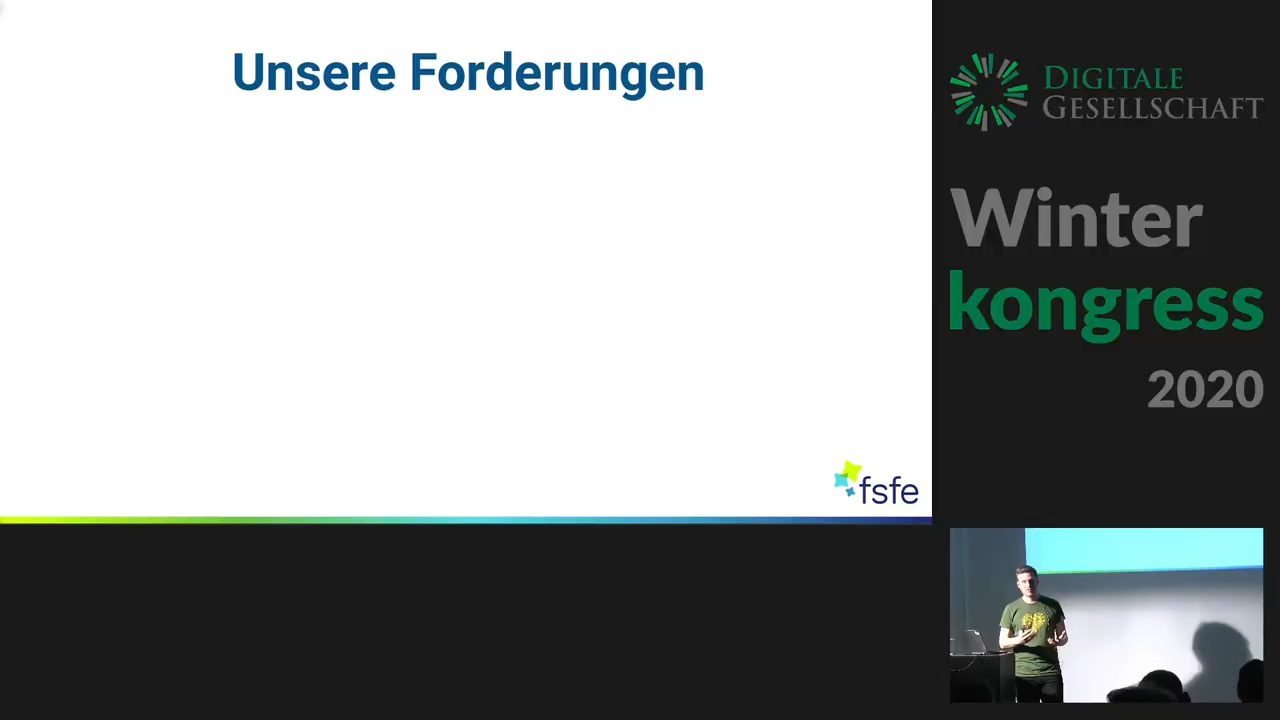 Unsere Forderungen
fsfe
DIGITALE
GESELLSCHAFT
Winter
kongress
2020